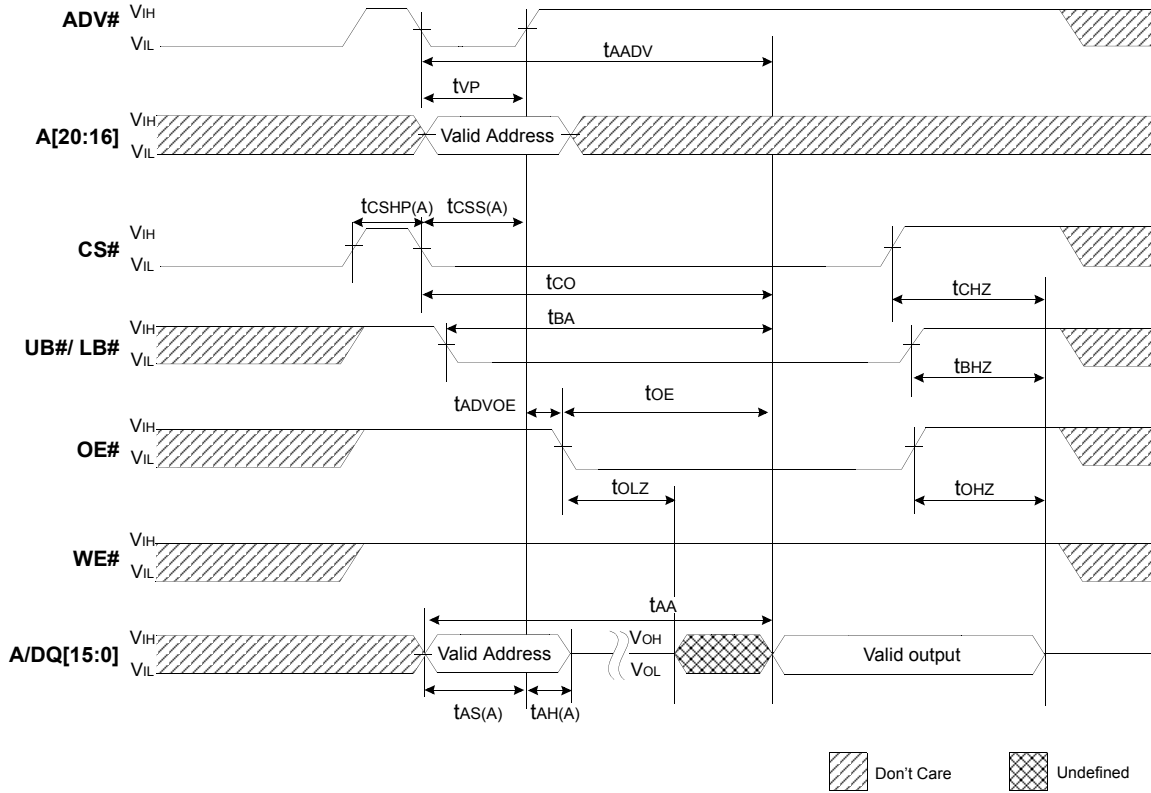 ADV# VIH
VIL
tAADV
tVP
A[20:16] VIH
VIL
Valid Address
tCSHP(A) tCSS(A)
CS# VIH
VIL
tCO
tCHZ
tBA
UB#/ LB# VIH
VIL
tBHZ
tADVOE tOE
OE# VIH
VIL
tOLZ
tOHZ
WE# VIH
VIL
tAA
A/DQ[15:0] VIH
VIL
Valid Address
VOH
VOL
Valid output
tAS(A) tAH(A)
Don't Care Undefined